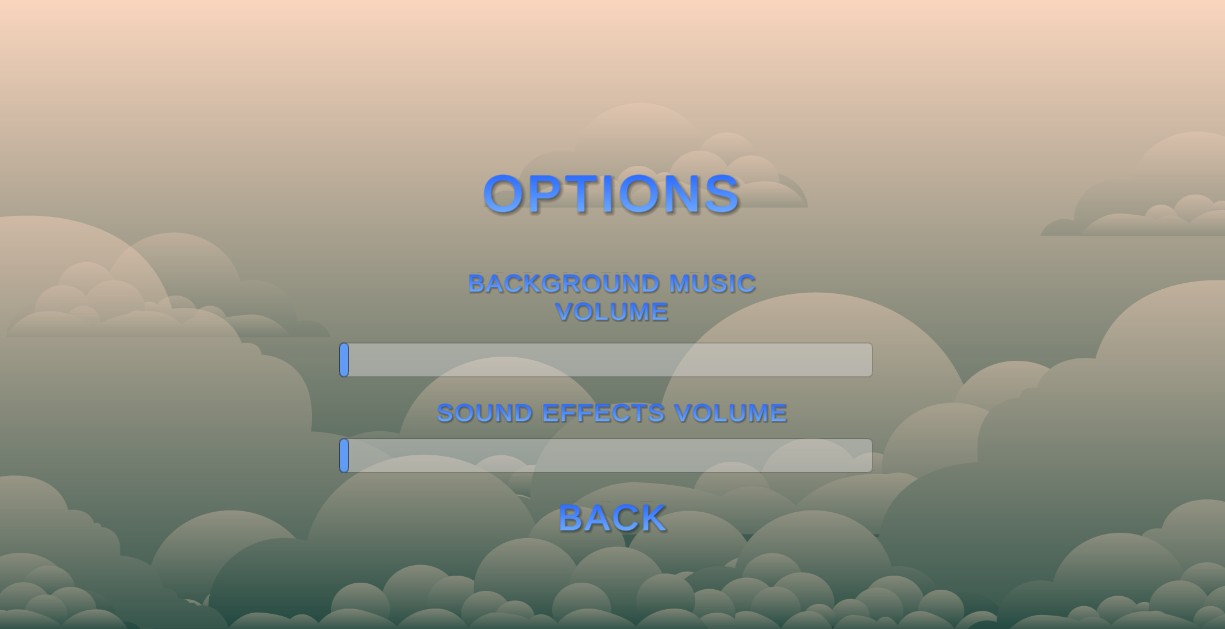 OPTIONS
BACKGROUND MUSIC
VOLUME
SOUND EFFECTS VOLUME
BACK